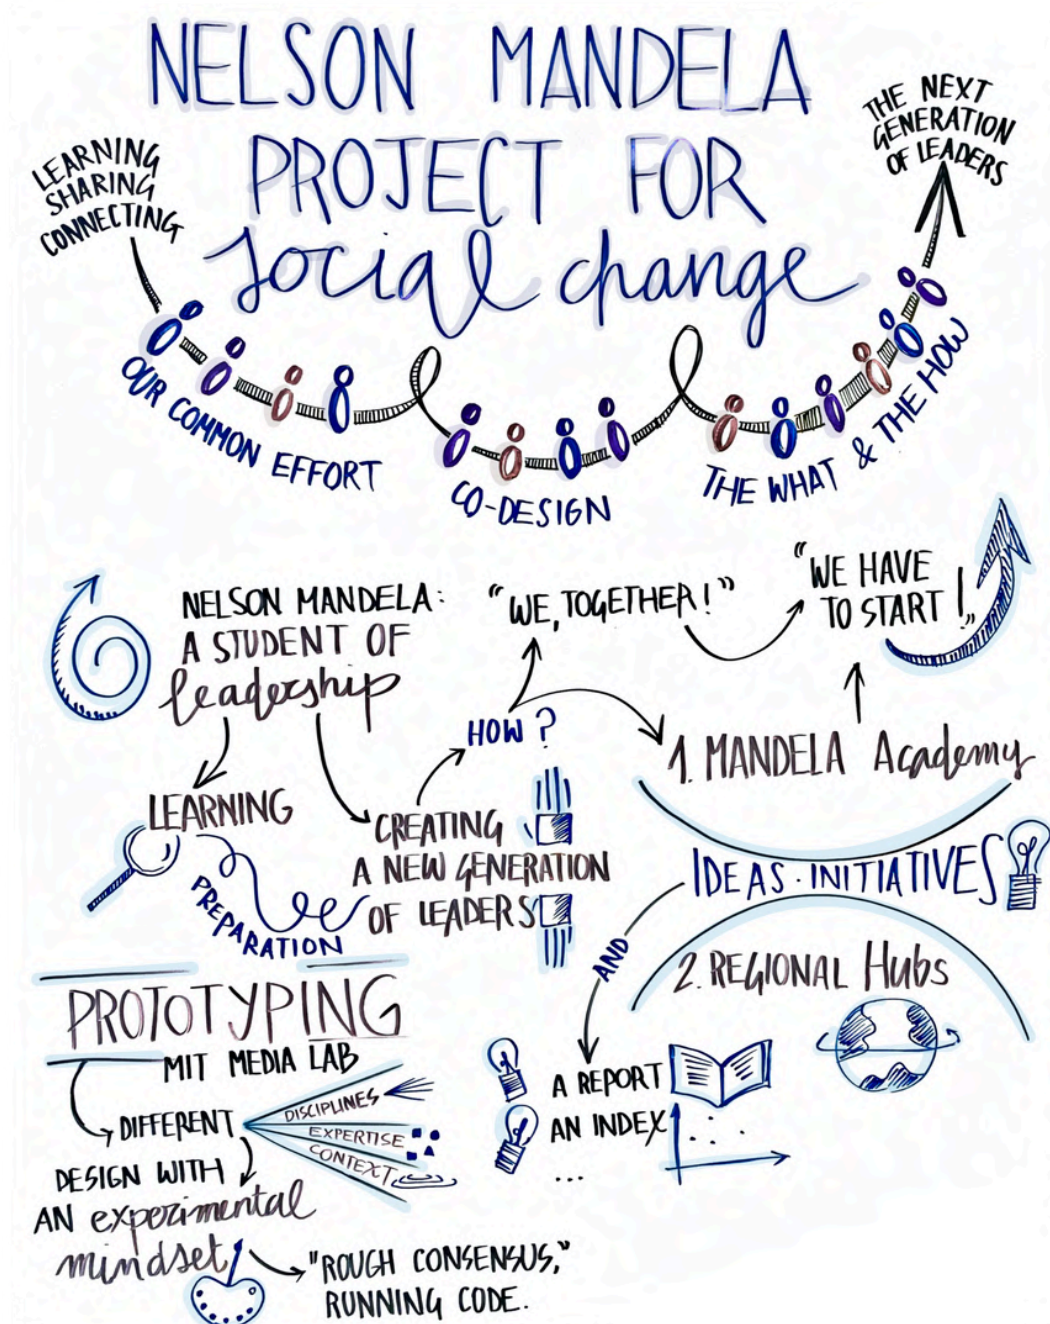 NELSON MANDELA
PROJECT FOR
social change
LEARNING
SHARING
CONNECTING
THE NEXT
GENERATION
OF LEADERS
OUR COMMON EFFORT
CO-DESIGN
THE WHAT & THE HOW
NELSON MANDELA:
A STUDENT OF
leadership
"WE, TOGETHER!"
"WE HAVE
TO START!"
HOW?
1. MANDELA Academy
LEARNING
PREPARATION
CREATING
A NEW GENERATION
OF LEADERS
IDEAS · INITIATIVES
AND
2. REGIONAL Hubs
PROTOTYPING
MIT MEDIA LAB
DIFFERENT
DISCIPLINES
EXPERTISE
CONTEXT
DESIGN WITH
AN experimental
mindset
"ROUGH CONSENSUS,"
RUNNING CODE.
A REPORT
AN INDEX
...